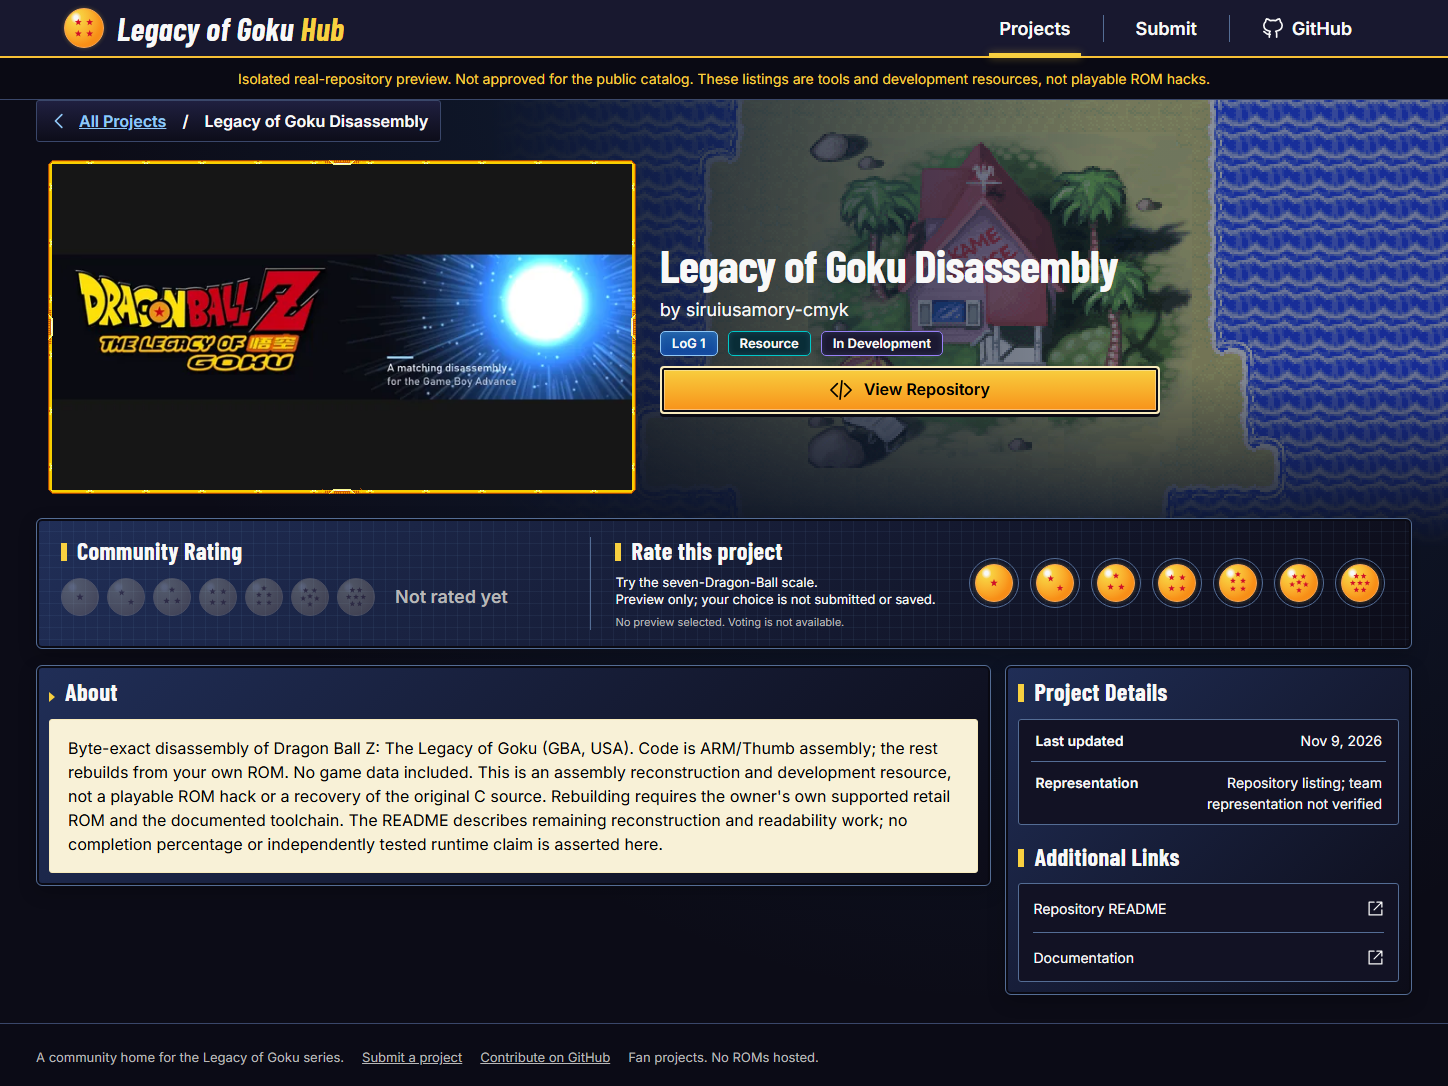 Legacy of Goku Hub
Projects
Submit
GitHub
Isolated real-repository preview. Not approved for the public catalog. These listings are tools and development resources, not playable ROM hacks.
All Projects / Legacy of Goku Disassembly
DRAGON BALL Z
THE LEGACY OF 悟空
GOKU
A matching disassembly
for the Game Boy Advance
KAME
Legacy of Goku Disassembly
by siruiusamory-cmyk
LoG 1
Resource
In Development
</> View Repository
Community Rating
Not rated yet
Rate this project
Try the seven-Dragon-Ball scale.
Preview only; your choice is not submitted or saved.
No preview selected. Voting is not available.
About
Byte-exact disassembly of Dragon Ball Z: The Legacy of Goku (GBA, USA). Code is ARM/Thumb assembly; the rest
rebuilds from your own ROM. No game data included. This is an assembly reconstruction and development resource,
not a playable ROM hack or a recovery of the original C source. Rebuilding requires the owner's own supported retail
ROM and the documented toolchain. The README describes remaining reconstruction and readability work; no
completion percentage or independently tested runtime claim is asserted here.
Project Details
Last updated Nov 9, 2026
Representation Repository listing; team
representation not verified
Additional Links
Repository README
Documentation
A community home for the Legacy of Goku series. Submit a project Contribute on GitHub Fan projects. No ROMs hosted.